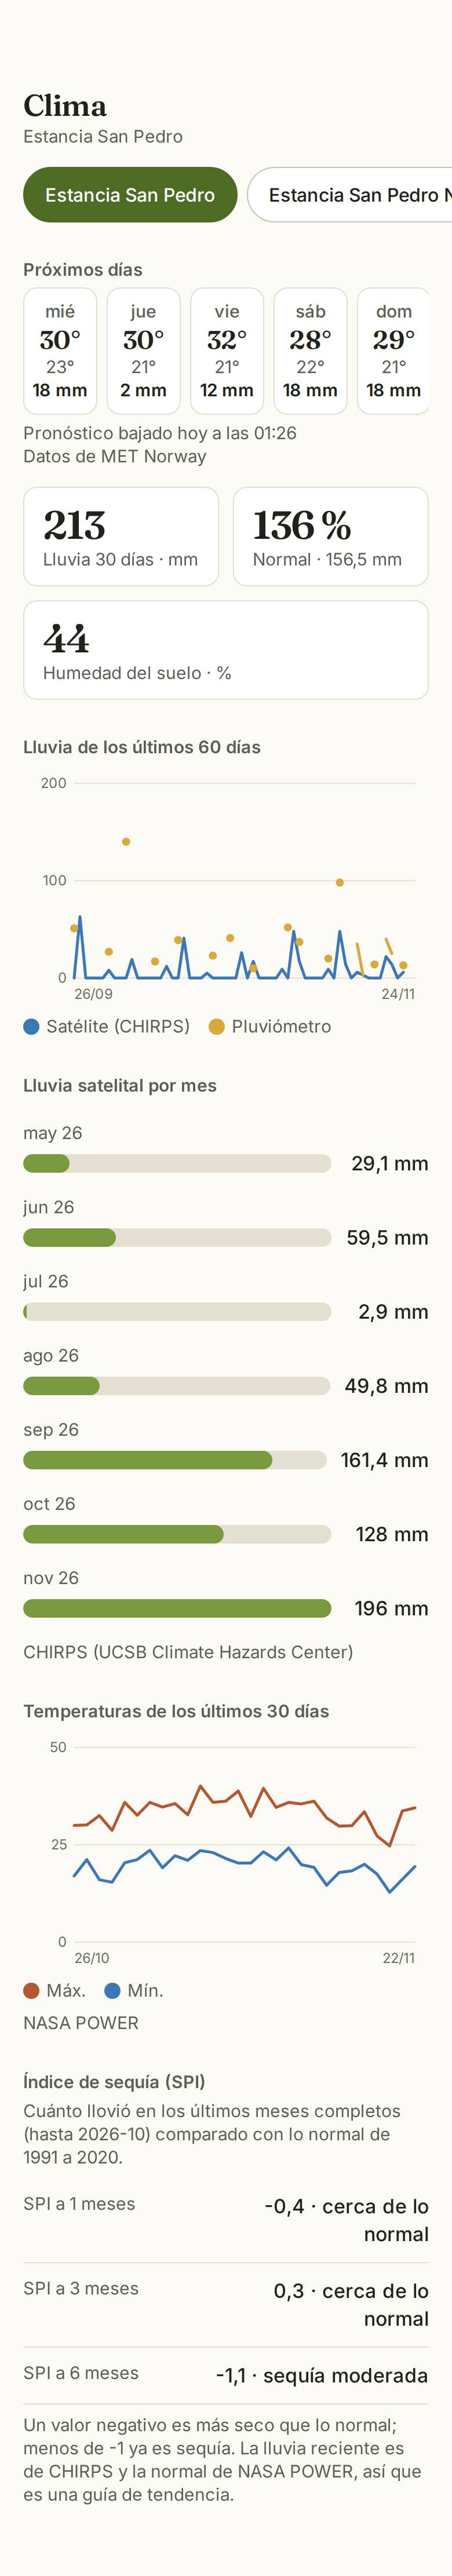 Clima
Estancia San Pedro
Estancia San Pedro
Estancia San Pedro N
Próximos días
mié
30°
23°
18 mm
jue
30°
21°
2 mm
vie
32°
21°
12 mm
sáb
28°
22°
18 mm
dom
29°
21°
18 mm
Pronóstico bajado hoy a las 01:26
Datos de MET Norway
213
Lluvia 30 días · mm
136 %
Normal · 156,5 mm
44
Humedad del suelo · %
Lluvia de los últimos 60 días
200
100
0
26/09
24/11
Satélite (CHIRPS)
Pluviómetro
Lluvia satelital por mes
may 26
29,1 mm
jun 26
59,5 mm
jul 26
2,9 mm
ago 26
49,8 mm
sep 26
161,4 mm
oct 26
128 mm
nov 26
196 mm
CHIRPS (UCSB Climate Hazards Center)
Temperaturas de los últimos 30 días
50
25
0
26/10
22/11
Máx.
Mín.
NASA POWER
Índice de sequía (SPI)
Cuánto llovió en los últimos meses completos
(hasta 2026-10) comparado con lo normal de
1991 a 2020.
SPI a 1 meses
-0,4 · cerca de lo
normal
SPI a 3 meses
0,3 · cerca de lo
normal
SPI a 6 meses
-1,1 · sequía moderada
Un valor negativo es más seco que lo normal;
menos de -1 ya es sequía. La lluvia reciente es
de CHIRPS y la normal de NASA POWER, así que
es una guía de tendencia.